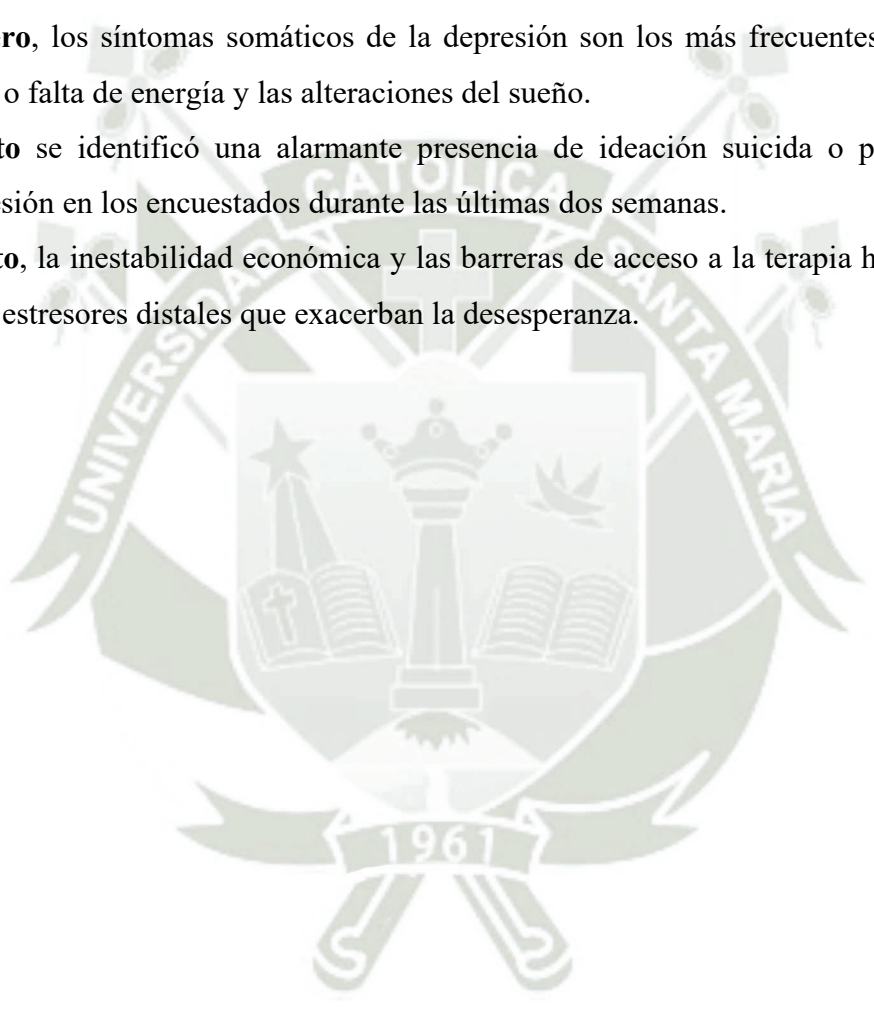 ero, los síntomas somáticos de la depresión son los más frecuentes
o falta de energía y las alteraciones del sueño.
to se identificó una alarmante presencia de ideación suicida o p
esión en los encuestados durante las últimas dos semanas.
to, la inestabilidad económica y las barreras de acceso a la terapia h
estresores distales que exacerban la desesperanza.
UNIVERSIDAD CATOLICA SANTA MARIA
1961